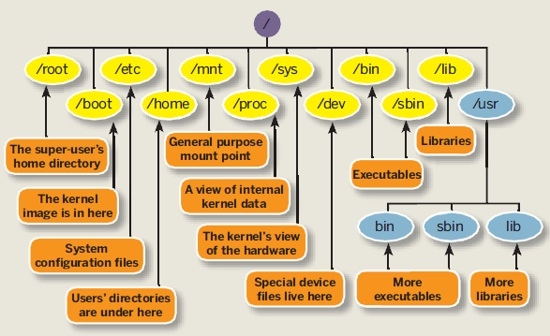 /
/root
/etc
/mnt
/sys
/bin
/lib
/boot
/home
/proc
/dev
/sbin
/usr
The super-user's
home directory
General purpose
mount point
Libraries
Executables
The kernel
image is in here
A view of internal
kernel data
System
configuration files
The kernel's view
of the hardware
bin
sbin
lib
Users' directories
are under here
Special device
files live here
More
executables
More
libraries